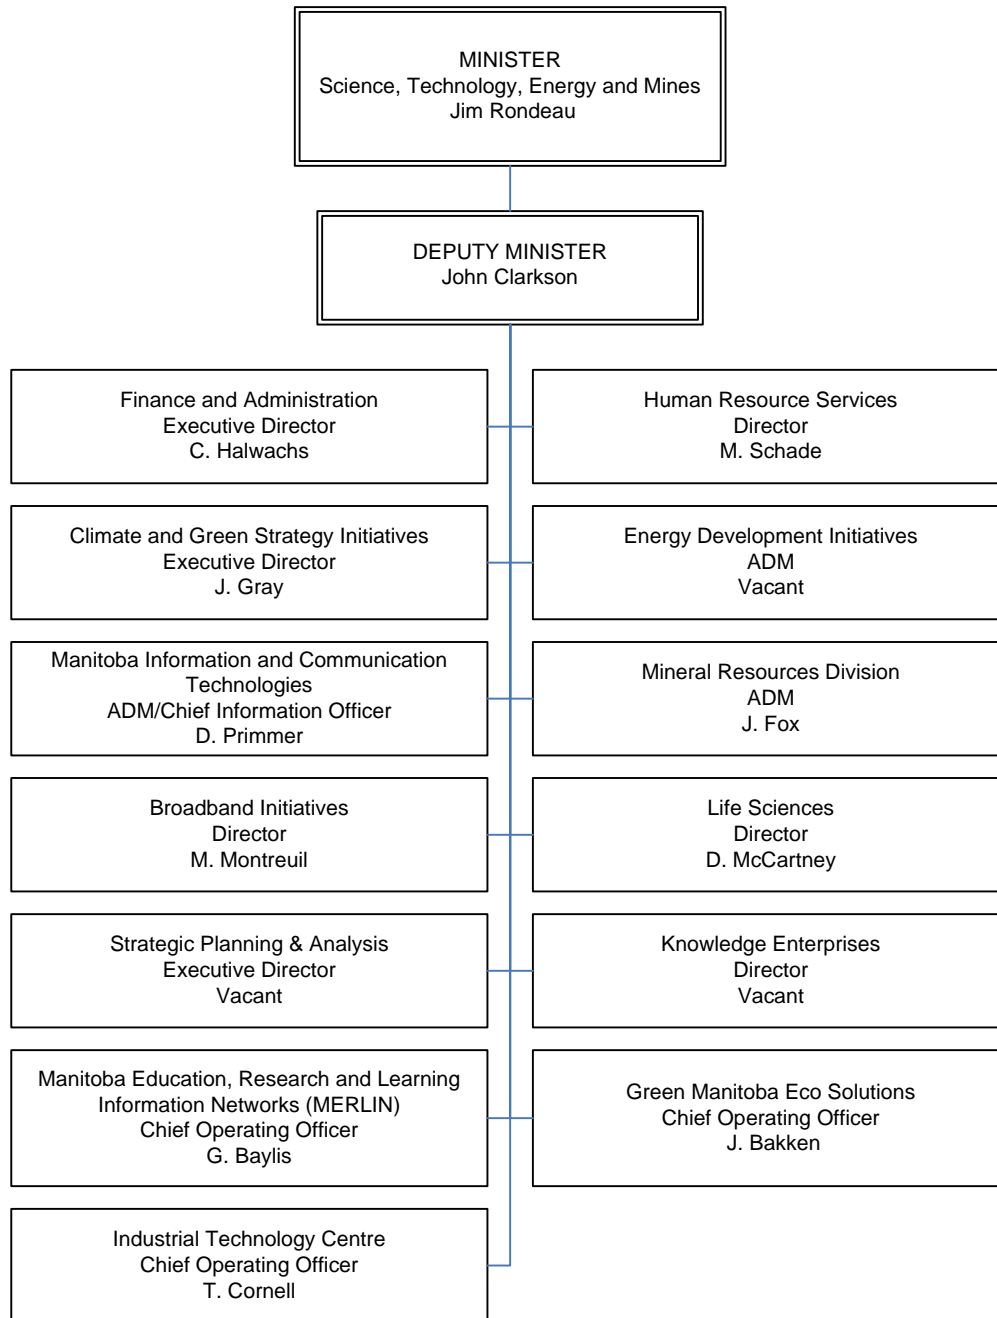 MINISTER
Science, Technology, Energy and Mines
Jim Rondeau
DEPUTY MINISTER
John Clarkson
Finance and Administration
Executive Director
C. Halwachs
Human Resource Services
Director
M. Schade
Climate and Green Strategy Initiatives
Executive Director
J. Gray
Energy Development Initiatives
ADM
Vacant
Manitoba Information and Communication
Technologies
ADM/Chief Information Officer
D. Primmer
Mineral Resources Division
ADM
J. Fox
Broadband Initiatives
Director
M. Montreuil
Life Sciences
Director
D. McCartney
Strategic Planning & Analysis
Executive Director
Vacant
Knowledge Enterprises
Director
Vacant
Manitoba Education, Research and Learning
Information Networks (MERLIN)
Chief Operating Officer
G. Baylis
Green Manitoba Eco Solutions
Chief Operating Officer
J. Bakken
Industrial Technology Centre
Chief Operating Officer
T. Cornell